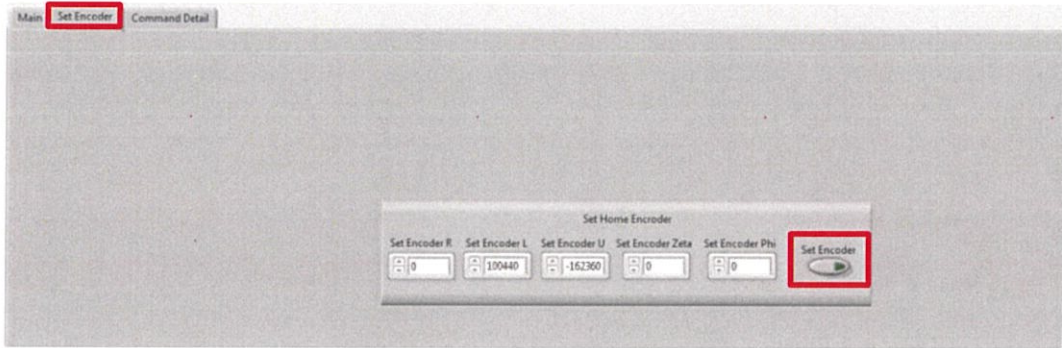 Main Set Encoder Command Detail
Set Home Encroder
Set Encoder R Set Encoder L Set Encoder U Set Encoder Zeta Set Encoder Phi Set Encoder
0 100440 -162360 0 0